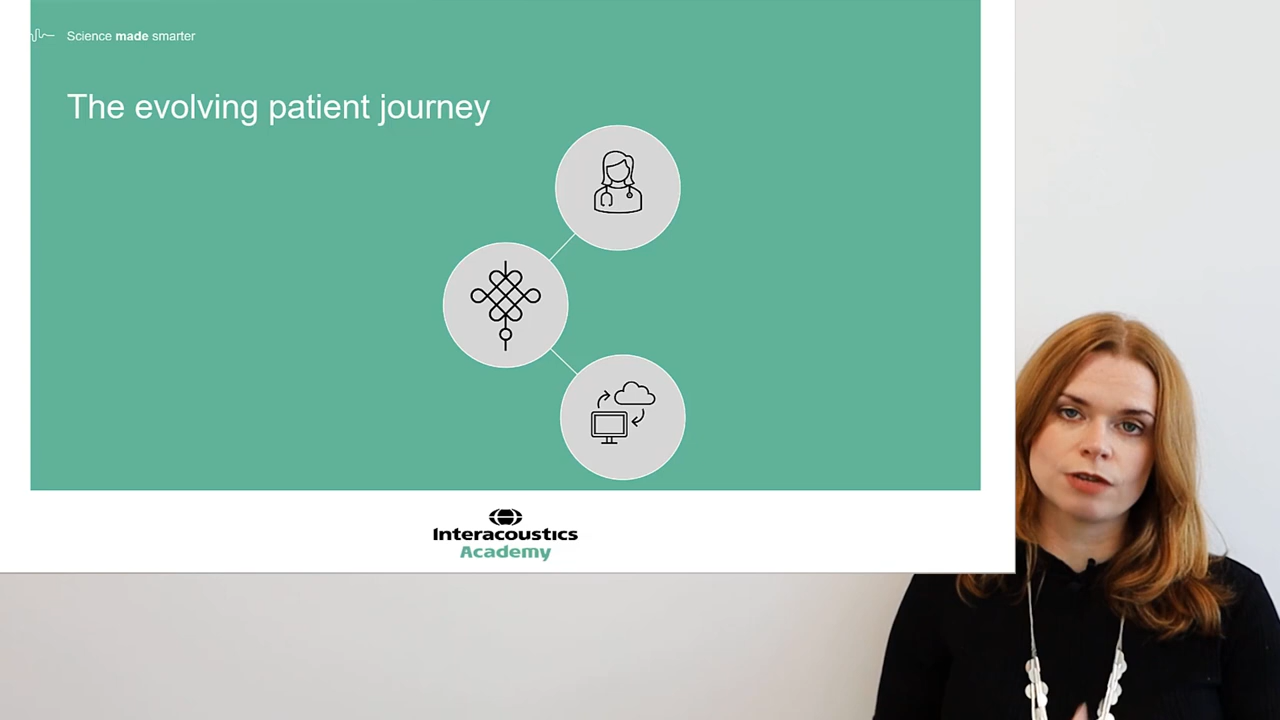 Science made smarter
The evolving patient journey
Interacoustics
Academy